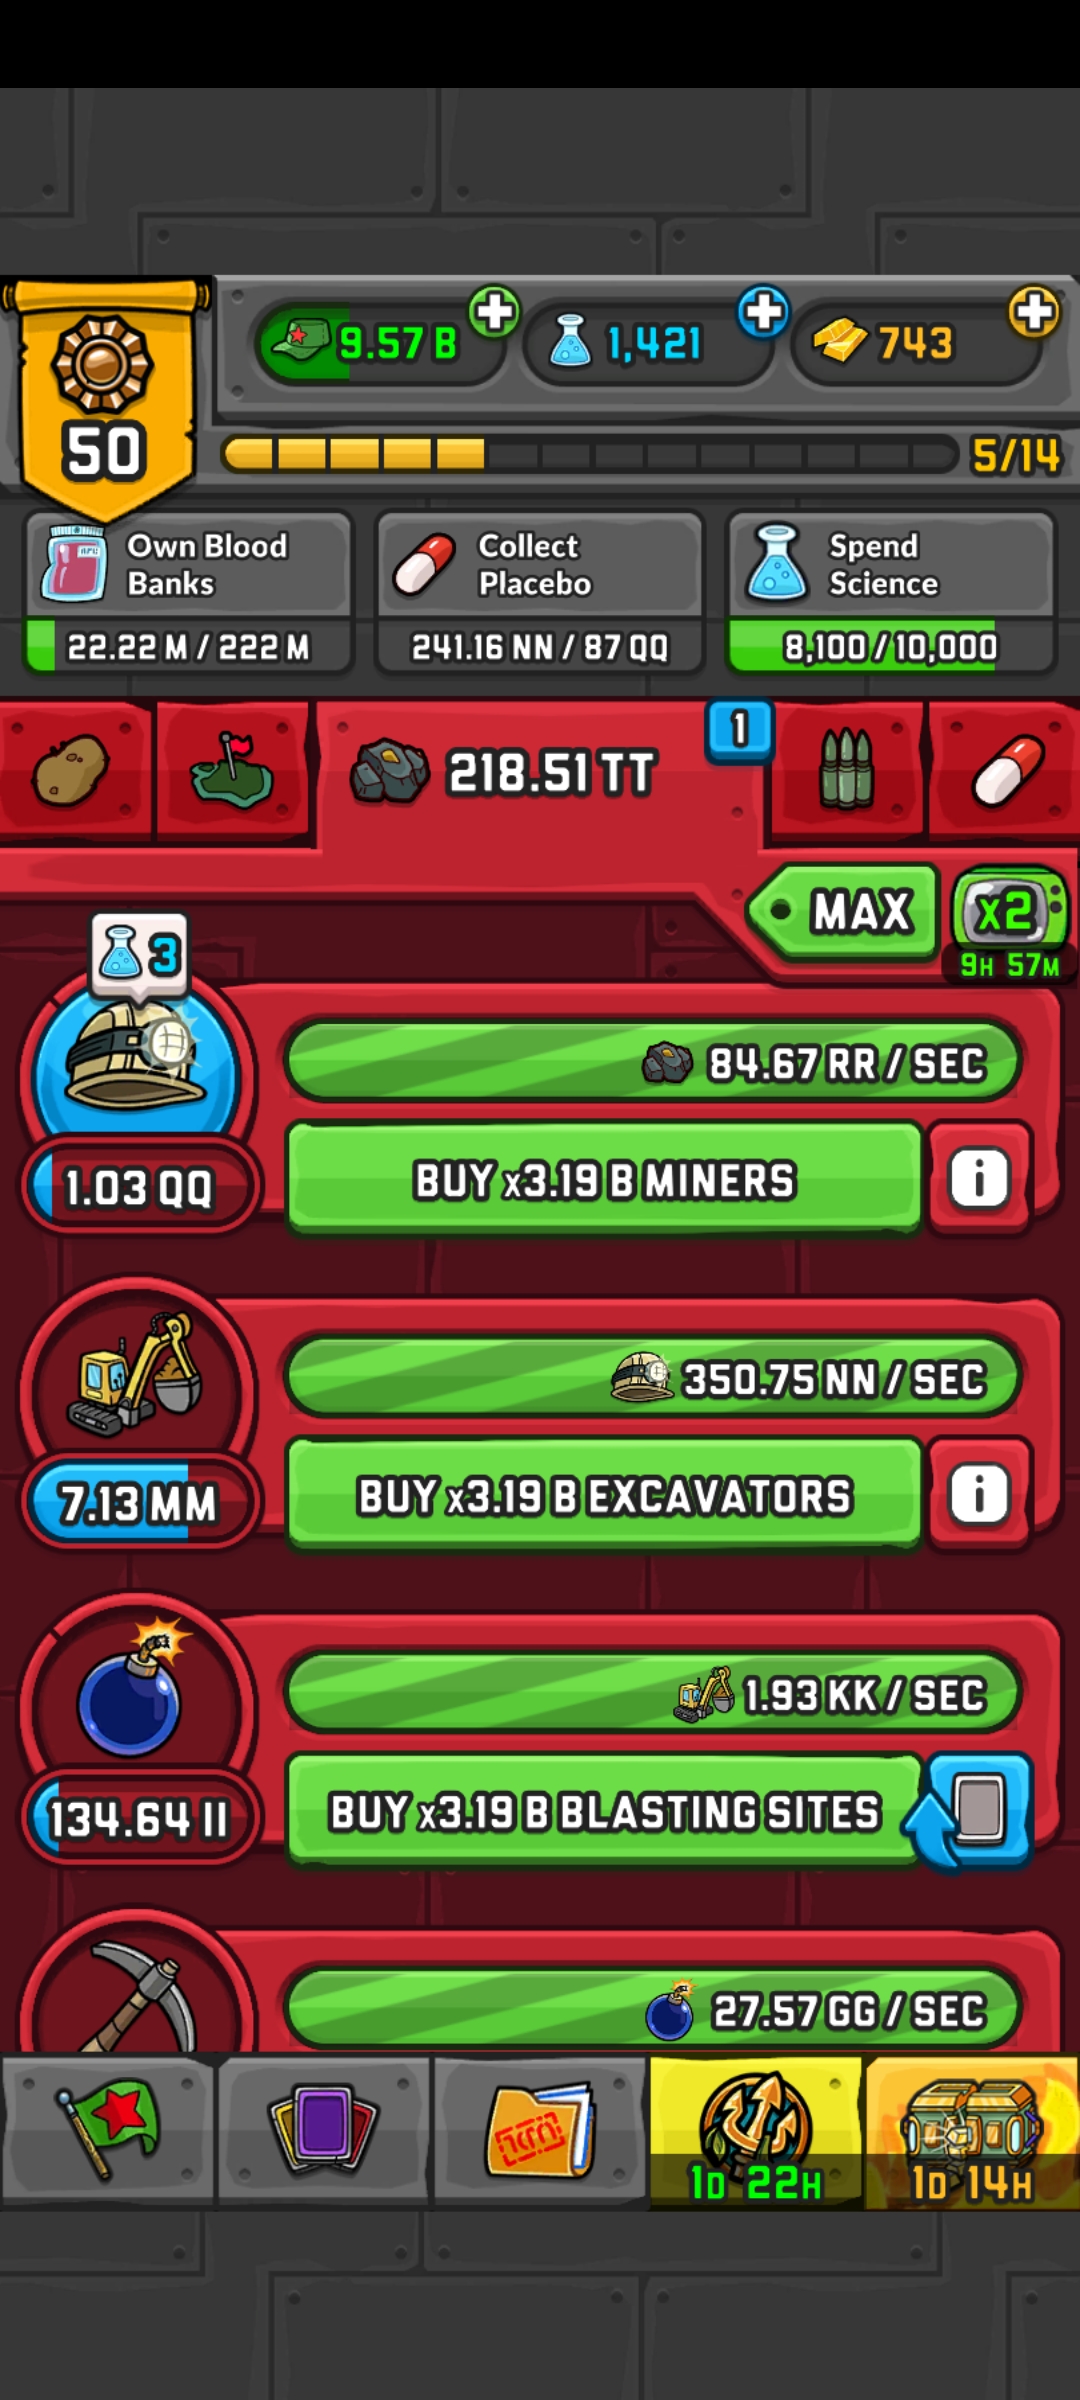 50
9.57 B
1,421
743
5/14
Own Blood Banks
22.22 M / 222 M
Collect Placebo
241.16 NN / 87 QQ
Spend Science
8,100 / 10,000
218.51 TT
1
MAX
x2
9H 57M
3
84.67 RR / SEC
1.03 QQ
BUY x3.19 B MINERS
i
350.75 NN / SEC
7.13 MM
BUY x3.19 B EXCAVATORS
i
1.93 KK / SEC
134.64 II
BUY x3.19 B BLASTING SITES
27.57 GG / SEC
1D 22H
1D 14H